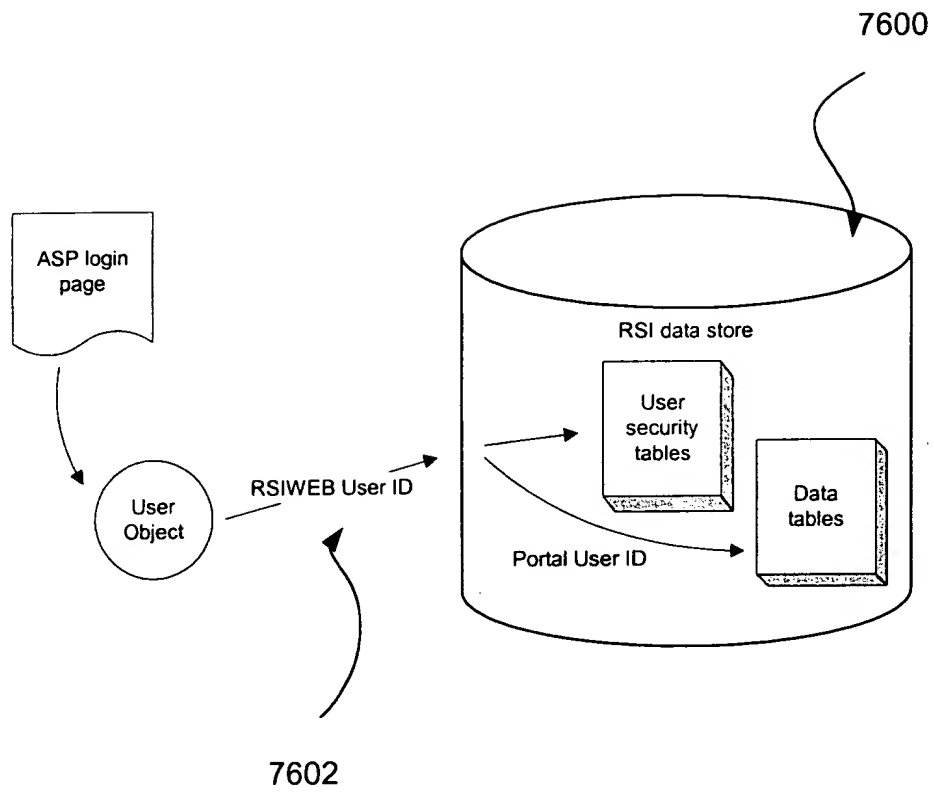 7600
ASP login
page
RSI data store
User
security
tables
RSIWEB User ID
User
Object
Data
tables
Portal User ID
7602